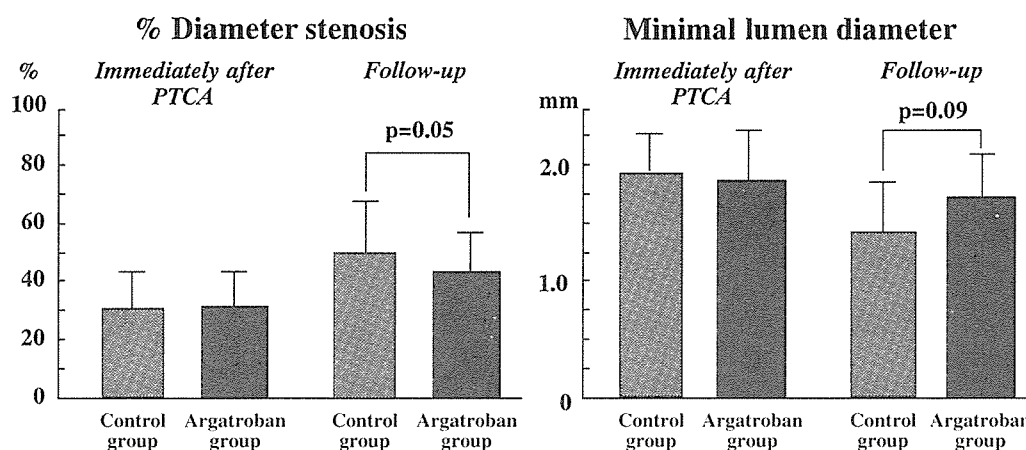 % Diameter stenosis
Immediately after
PTCA
Follow-up
%
100
80
60
40
20
0
p=0.05
Control
group
Argatroban
group
Control
group
Argatroban
group
Minimal lumen diameter
Immediately after
PTCA
Follow-up
mm
2.0
1.0
0
p=0.09
Control
group
Argatroban
group
Control
group
Argatroban
group